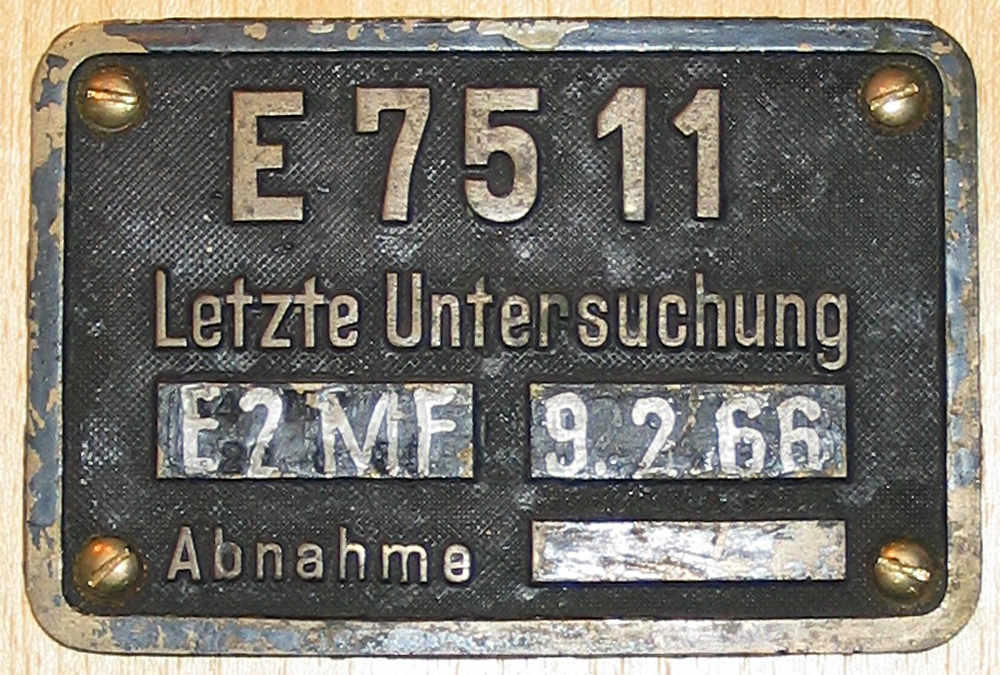 E 75 11
Letzte Untersuchung
E2 MF 9.2.66
Abnahme